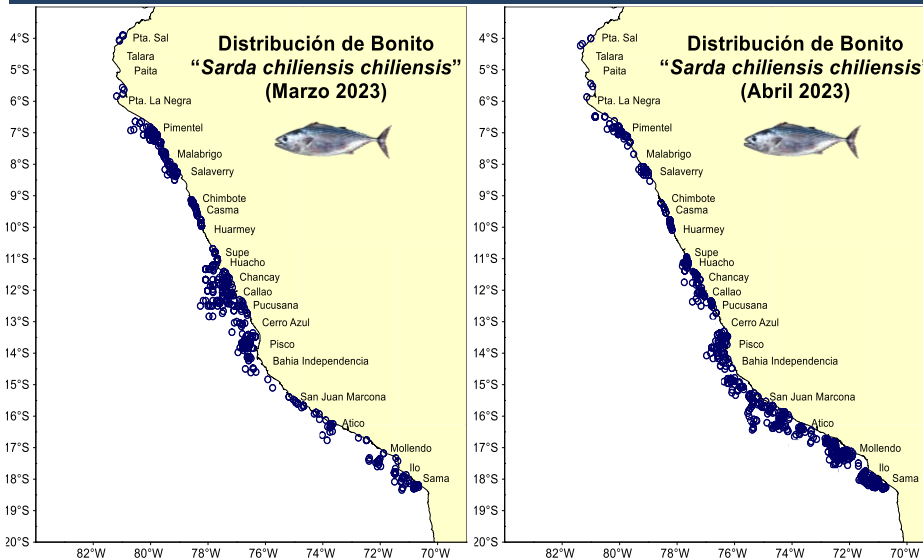 Distribución de Bonito
“Sarda chiliensis chiliensis”
(Marzo 2023)
4°S
5°S
6°S
7°S
8°S
9°S
10°S
11°S
12°S
13°S
14°S
15°S
16°S
17°S
18°S
19°S
20°S
Pta. Sal
Talara
Paita
Pta. La Negra
Pimentel
Malabrigo
Salaverry
Chimbote
Casma
Huarmey
Supe
Huacho
Chancay
Callao
Pucusana
Cerro Azul
Pisco
Bahia Independencia
San Juan Marcona
Atico
Mollendo
Ilo
Sama
82°W 80°W 78°W 76°W 74°W 72°W 70°W
Distribución de Bonito
“Sarda chiliensis chiliensis”
(Abril 2023)
4°S
5°S
6°S
7°S
8°S
9°S
10°S
11°S
12°S
13°S
14°S
15°S
16°S
17°S
18°S
19°S
20°S
Pta. Sal
Talara
Paita
Pta. La Negra
Pimentel
Malabrigo
Salaverry
Chimbote
Casma
Huarmey
Supe
Huacho
Chancay
Callao
Pucusana
Cerro Azul
Pisco
Bahia Independencia
San Juan Marcona
Atico
Mollendo
Ilo
Sama
82°W 80°W 78°W 76°W 74°W 72°W 70°W